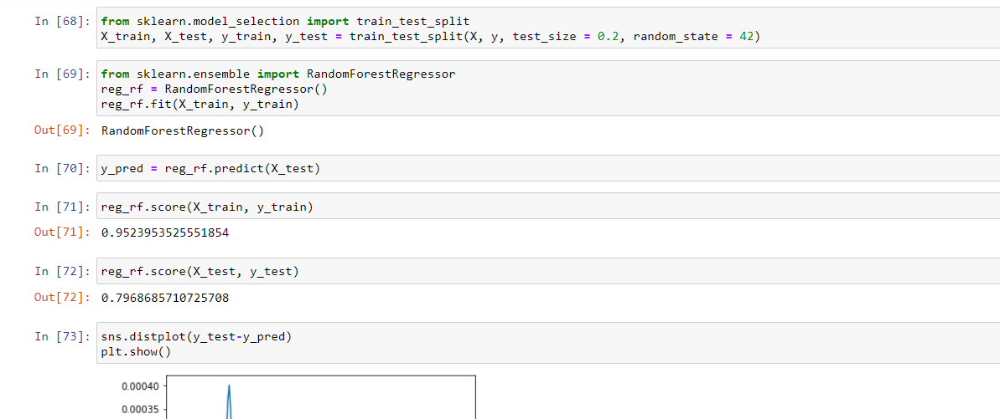 In [68]: from sklearn.model_selection import train_test_split
X_train, X_test, y_train, y_test = train_test_split(X, y, test_size = 0.2, random_state = 42)
In [69]: from sklearn.ensemble import RandomForestRegressor
reg_rf = RandomForestRegressor()
reg_rf.fit(X_train, y_train)
Out[69]: RandomForestRegressor()
In [70]: y_pred = reg_rf.predict(X_test)
In [71]: reg_rf.score(X_train, y_train)
Out[71]: 0.9523953525551854
In [72]: reg_rf.score(X_test, y_test)
Out[72]: 0.7968685710725708
In [73]: sns.distplot(y_test-y_pred)
plt.show()
0.00040
0.00035